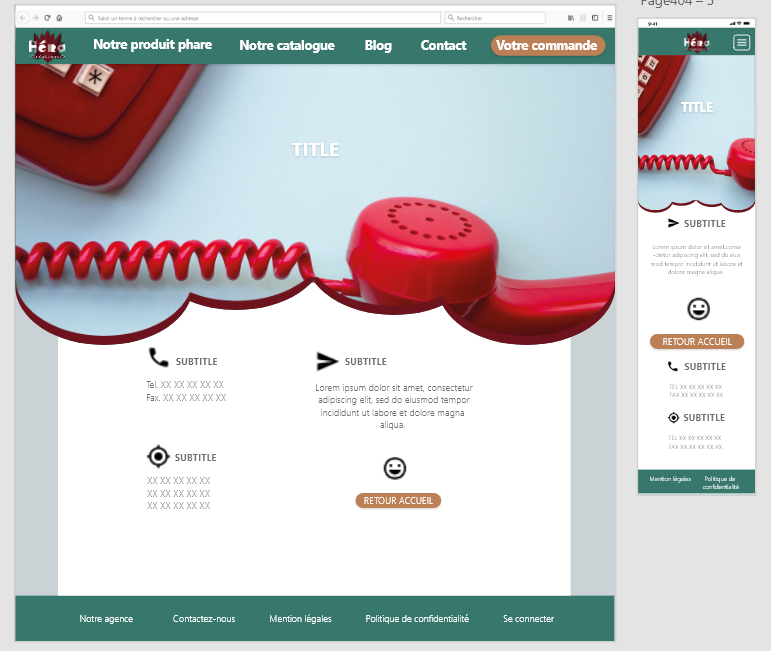 Page404 – 5
Saisir un terme à rechercher ou une adresse
Rechercher
Héra
Notre produit phare
Notre catalogue
Blog
Contact
Votre commande
TITLE
SUBTITLE
Tel. XX XX XX XX XX
Fax. XX XX XX XX XX
SUBTITLE
Lorem ipsum dolor sit amet, consectetur
adipiscing elit, sed do eiusmod tempor
incididunt ut labore et dolore magna
aliqua.
SUBTITLE
XX XX XX XX XX
XX XX XX XX XX
XX XX XX XX XX
RETOUR ACCUEIL
Notre agence
Contactez-nous
Mention légales
Politique de confidentialité
Se connecter
9:41
Héra
TITLE
SUBTITLE
Lorem ipsum dolor sit amet,conse
-ctetur adipiscing elit, sed do eius
mod tempor incididunt ut labore et
dolore magna aliqua.
RETOUR ACCUEIL
SUBTITLE
TEL XX XX XX XX XX
FAX XX XX XX XX XX
SUBTITLE
TEL XX XX XX XX XX
FAX XX XX XX XX XX
Mention légales
Politique de
confidentialité